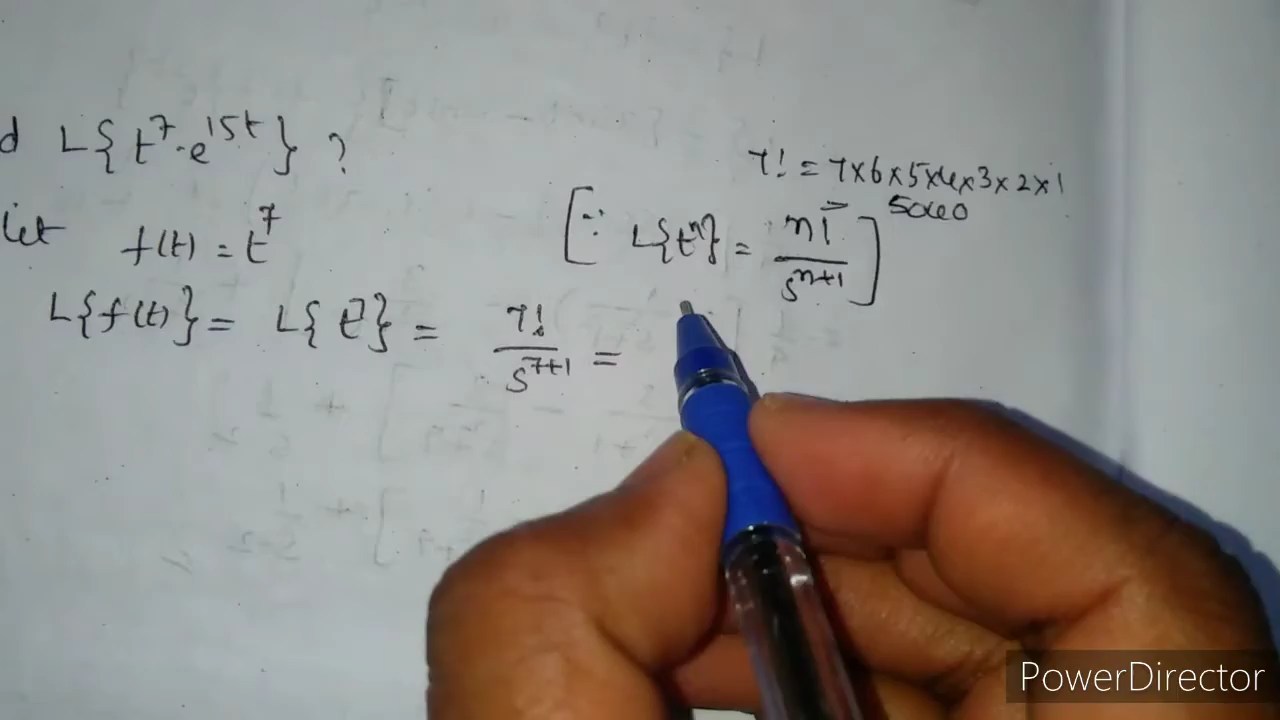 d L{t⁷·e¹⁵ᵗ} ?
7! = 7×6×5×4×3×2×1
5040
let f(t) = t⁷
[∵ L{tⁿ} = n!/sⁿ⁺¹]
L{f(t)} = L{t⁷} = 7!/s⁷⁺¹ =
PowerDirector